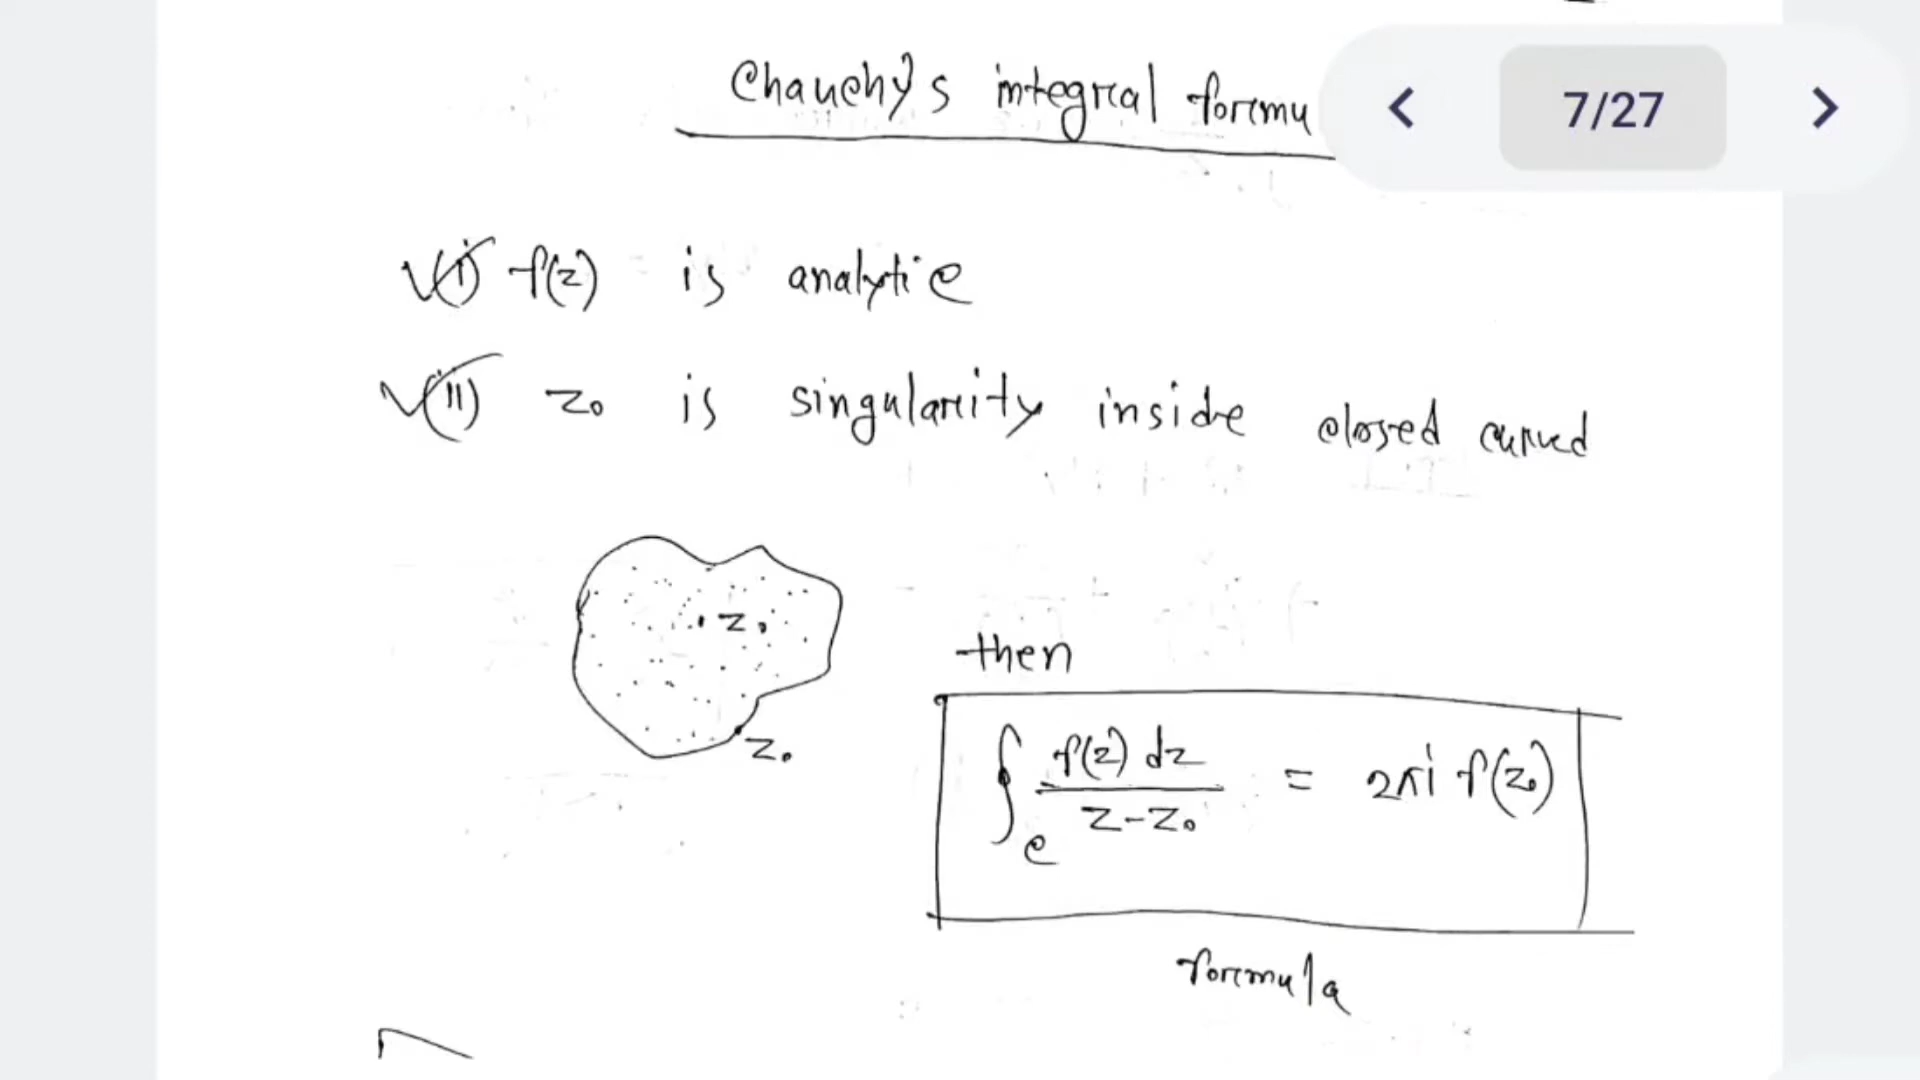 Chauchy's integral formu
< 7/27 >
(i) f(z) is analytic
(ii) z₀ is singularity inside closed curved
z₀
z₀
then
∮_c f(z) dz / z-z₀ = 2πi f(z₀)
formula